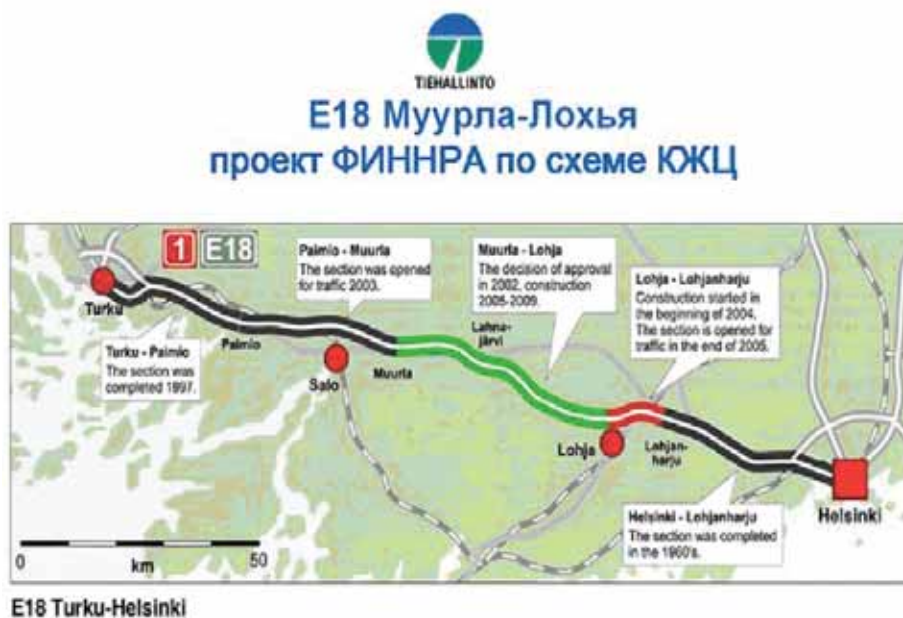 TIEHALLINTO
E18 Муурла-Лохья
проект ФИННРА по схеме КЖЦ
1 E18
Paimio - Muurla
The section was opened
for traffic 2003.
Muurla - Lohja
The decision of approval
in 2002, construction
2005-2009.
Lohja - Lohjanharju
Construction started in
the beginning of 2004.
The section is opened for
traffic in the end of 2005.
Turku
Turku - Paimio
The section was
completed 1997.
Paimio
Salo
Muurla
Lahna-
järvi
Lohja
Lohjan-
harju
Helsinki
Helsinki - Lohjanharju
The section was completed
in the 1960's.
0 50
km
E18 Turku-Helsinki